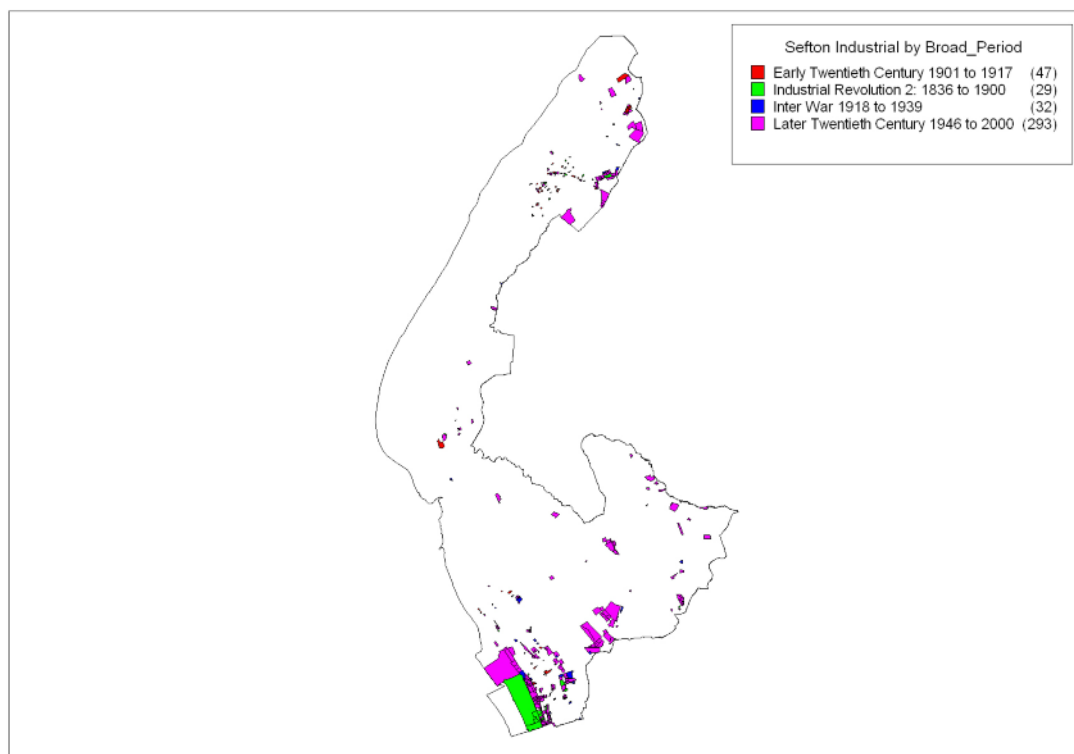 Sefton Industrial by Broad_Period
Early Twentieth Century 1901 to 1917 (47)
Industrial Revolution 2: 1836 to 1900 (29)
Inter War 1918 to 1939 (32)
Later Twentieth Century 1946 to 2000 (293)